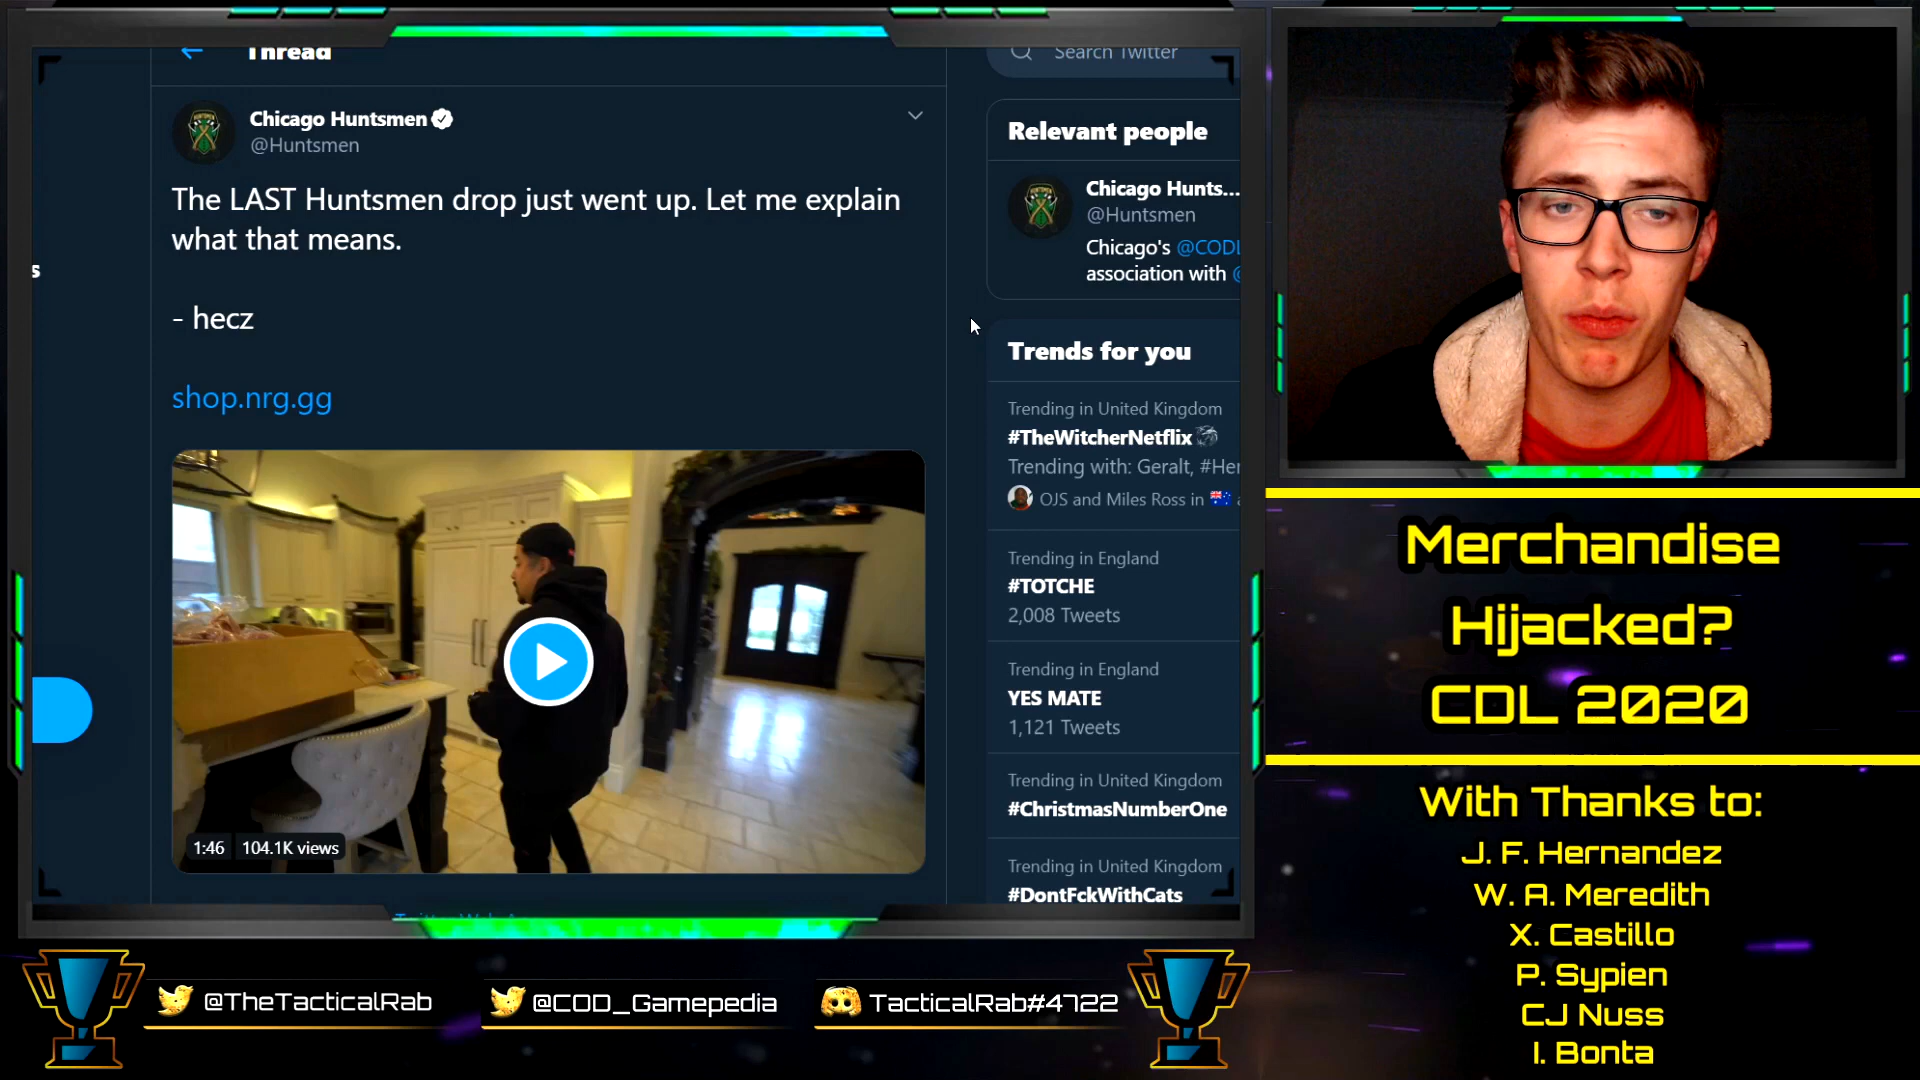 Thread
Chicago Huntsmen
@Huntsmen
The LAST Huntsmen drop just went up. Let me explain
what that means.
- hecz
shop.nrg.gg
1:46 104.1K views
s
Search Twitter
Relevant people
Chicago Hunts...
@Huntsmen
Chicago's @CODL
association with
Trends for you
Trending in United Kingdom
#TheWitcherNetflix
Trending with: Geralt, #Her
OJS and Miles Ross in
Trending in England
#TOTCHE
2,008 Tweets
Trending in England
YES MATE
1,121 Tweets
Trending in United Kingdom
#ChristmasNumberOne
Trending in United Kingdom
#DontFckWithCats
Merchandise
Hijacked?
CDL 2020
With Thanks to:
J. F. Hernandez
W. A. Meredith
X. Castillo
P. Sypien
CJ Nuss
I. Bonta
@TheTacticalRab
@COD_Gamepedia
TacticalRab#4722